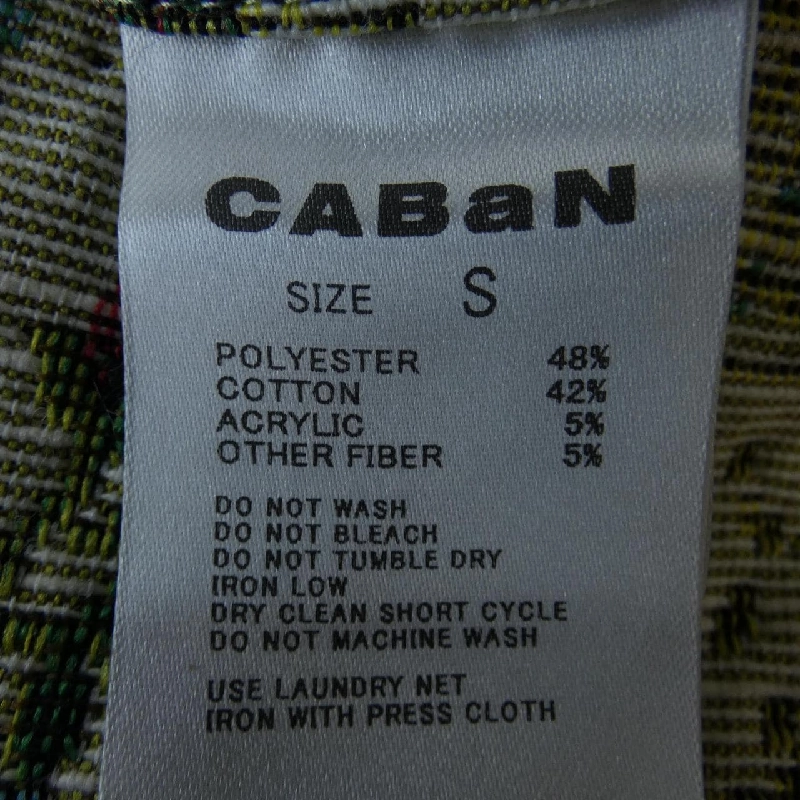 CABaN
SIZE S
POLYESTER 48%
COTTON 42%
ACRYLIC 5%
OTHER FIBER 5%
DO NOT WASH
DO NOT BLEACH
DO NOT TUMBLE DRY
IRON LOW
DRY CLEAN SHORT CYCLE
DO NOT MACHINE WASH
USE LAUNDRY NET
IRON WITH PRESS CLOTH